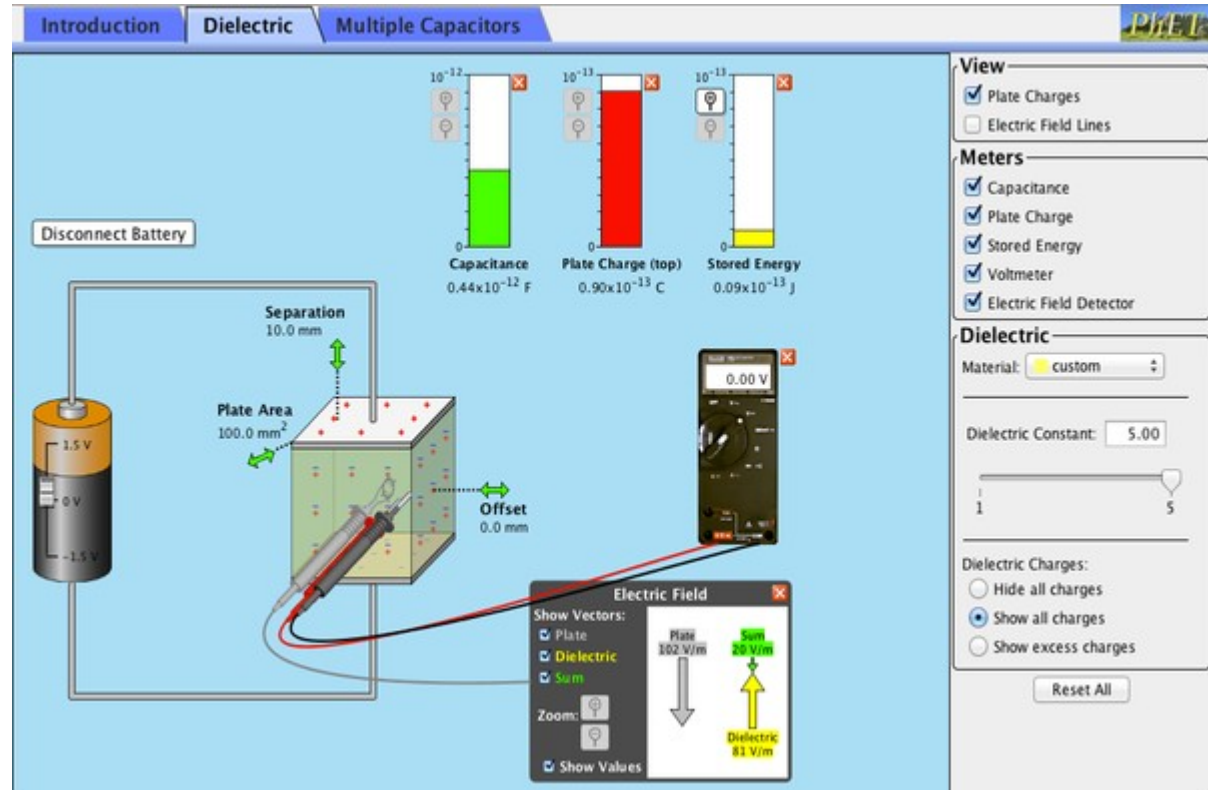 Introduction
Dielectric
Multiple Capacitors
PhET
10⁻¹²
0
Capacitance
0.44x10⁻¹² F
10⁻¹³
0
Plate Charge (top)
0.90x10⁻¹³ C
10⁻¹³
0
Stored Energy
0.09x10⁻¹³ J
Disconnect Battery
Separation
10.0 mm
Plate Area
100.0 mm²
1.5 V
0 V
-1.5 V
Offset
0.0 mm
0.00 V
Electric Field
Show Vectors:
Plate
Dielectric
Sum
Zoom:
Show Values
Plate
102 V/m
Sum
20 V/m
Dielectric
81 V/m
View
Plate Charges
Electric Field Lines
Meters
Capacitance
Plate Charge
Stored Energy
Voltmeter
Electric Field Detector
Dielectric
Material: custom
Dielectric Constant: 5.00
1 5
Dielectric Charges:
Hide all charges
Show all charges
Show excess charges
Reset All